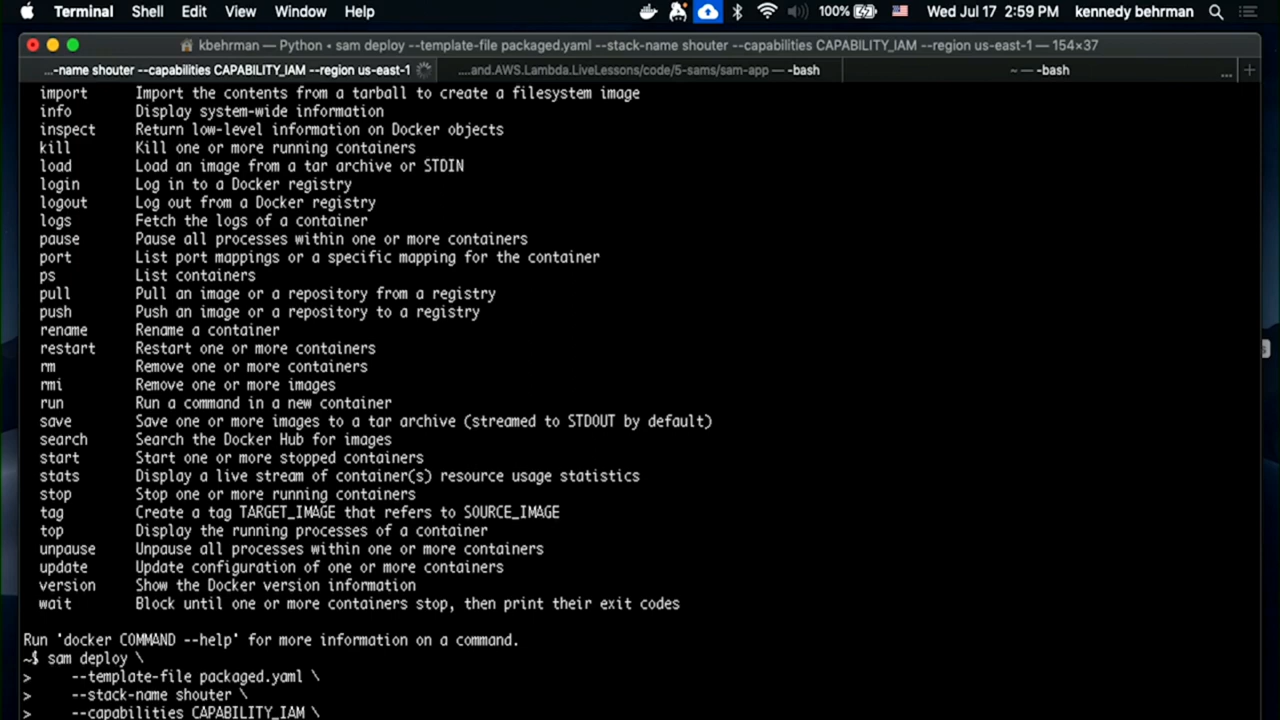 Terminal Shell Edit View Window Help 100% Wed Jul 17 2:59 PM kennedy behrman
kbehrman — Python • sam deploy --template-file packaged.yaml --stack-name shouter --capabilities CAPABILITY_IAM --region us-east-1 — 154×37
...-name shouter --capabilities CAPABILITY_IAM --region us-east-1 ....and.AWS.Lambda.LiveLessons/code/5-sams/sam-app — -bash ~ — -bash ...
import Import the contents from a tarball to create a filesystem image
info Display system-wide information
inspect Return low-level information on Docker objects
kill Kill one or more running containers
load Load an image from a tar archive or STDIN
login Log in to a Docker registry
logout Log out from a Docker registry
logs Fetch the logs of a container
pause Pause all processes within one or more containers
port List port mappings or a specific mapping for the container
ps List containers
pull Pull an image or a repository from a registry
push Push an image or a repository to a registry
rename Rename a container
restart Restart one or more containers
rm Remove one or more containers
rmi Remove one or more images
run Run a command in a new container
save Save one or more images to a tar archive (streamed to STDOUT by default)
search Search the Docker Hub for images
start Start one or more stopped containers
stats Display a live stream of container(s) resource usage statistics
stop Stop one or more running containers
tag Create a tag TARGET_IMAGE that refers to SOURCE_IMAGE
top Display the running processes of a container
unpause Unpause all processes within one or more containers
update Update configuration of one or more containers
version Show the Docker version information
wait Block until one or more containers stop, then print their exit codes
Run 'docker COMMAND --help' for more information on a command.
~$ sam deploy \
> --template-file packaged.yaml \
> --stack-name shouter \
> --capabilities CAPABILITY_IAM \